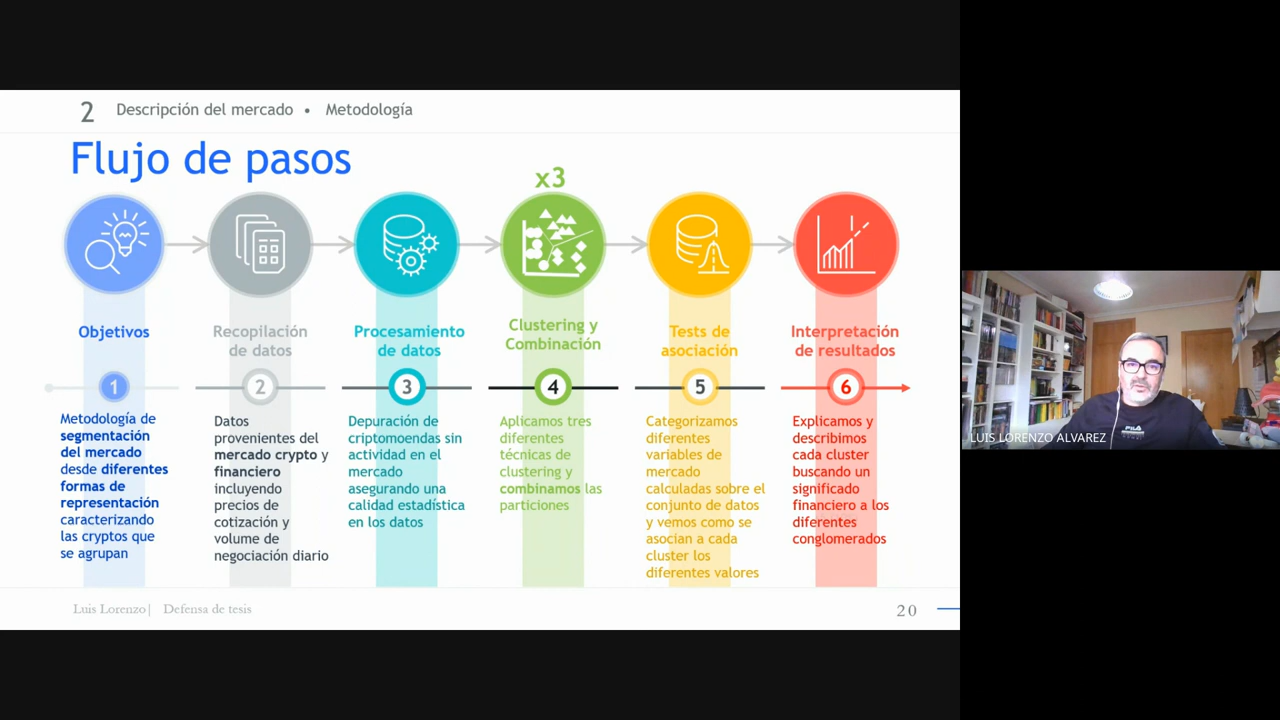 2 Descripción del mercado • Metodología
Flujo de pasos
x3
Objetivos
1
Metodología de
segmentación
del mercado
desde diferentes
formas de
representación
caracterizando
las cryptos que
se agrupan
Recopilación
de datos
2
Datos
provenientes del
mercado crypto y
financiero
incluyendo
precios de
cotización y
volume de
negociación diario
Procesamiento
de datos
3
Depuración de
criptomoendas sin
actividad en el
mercado
asegurando una
calidad estadística
en los datos
Clustering y
Combinación
4
Aplicamos tres
diferentes
técnicas de
clustering y
combinamos las
particiones
Tests de
asociación
5
Categorizamos
diferentes
variables de
mercado
calculadas sobre el
conjunto de datos
y vemos como se
asocian a cada
cluster los
diferentes valores
Interpretación
de resultados
6
Explicamos y
describimos
cada cluster
buscando un
significado
financiero a los
diferentes
conglomerados
Luis Lorenzo| Defensa de tesis
20
LUIS LORENZO ALVAREZ
FILA